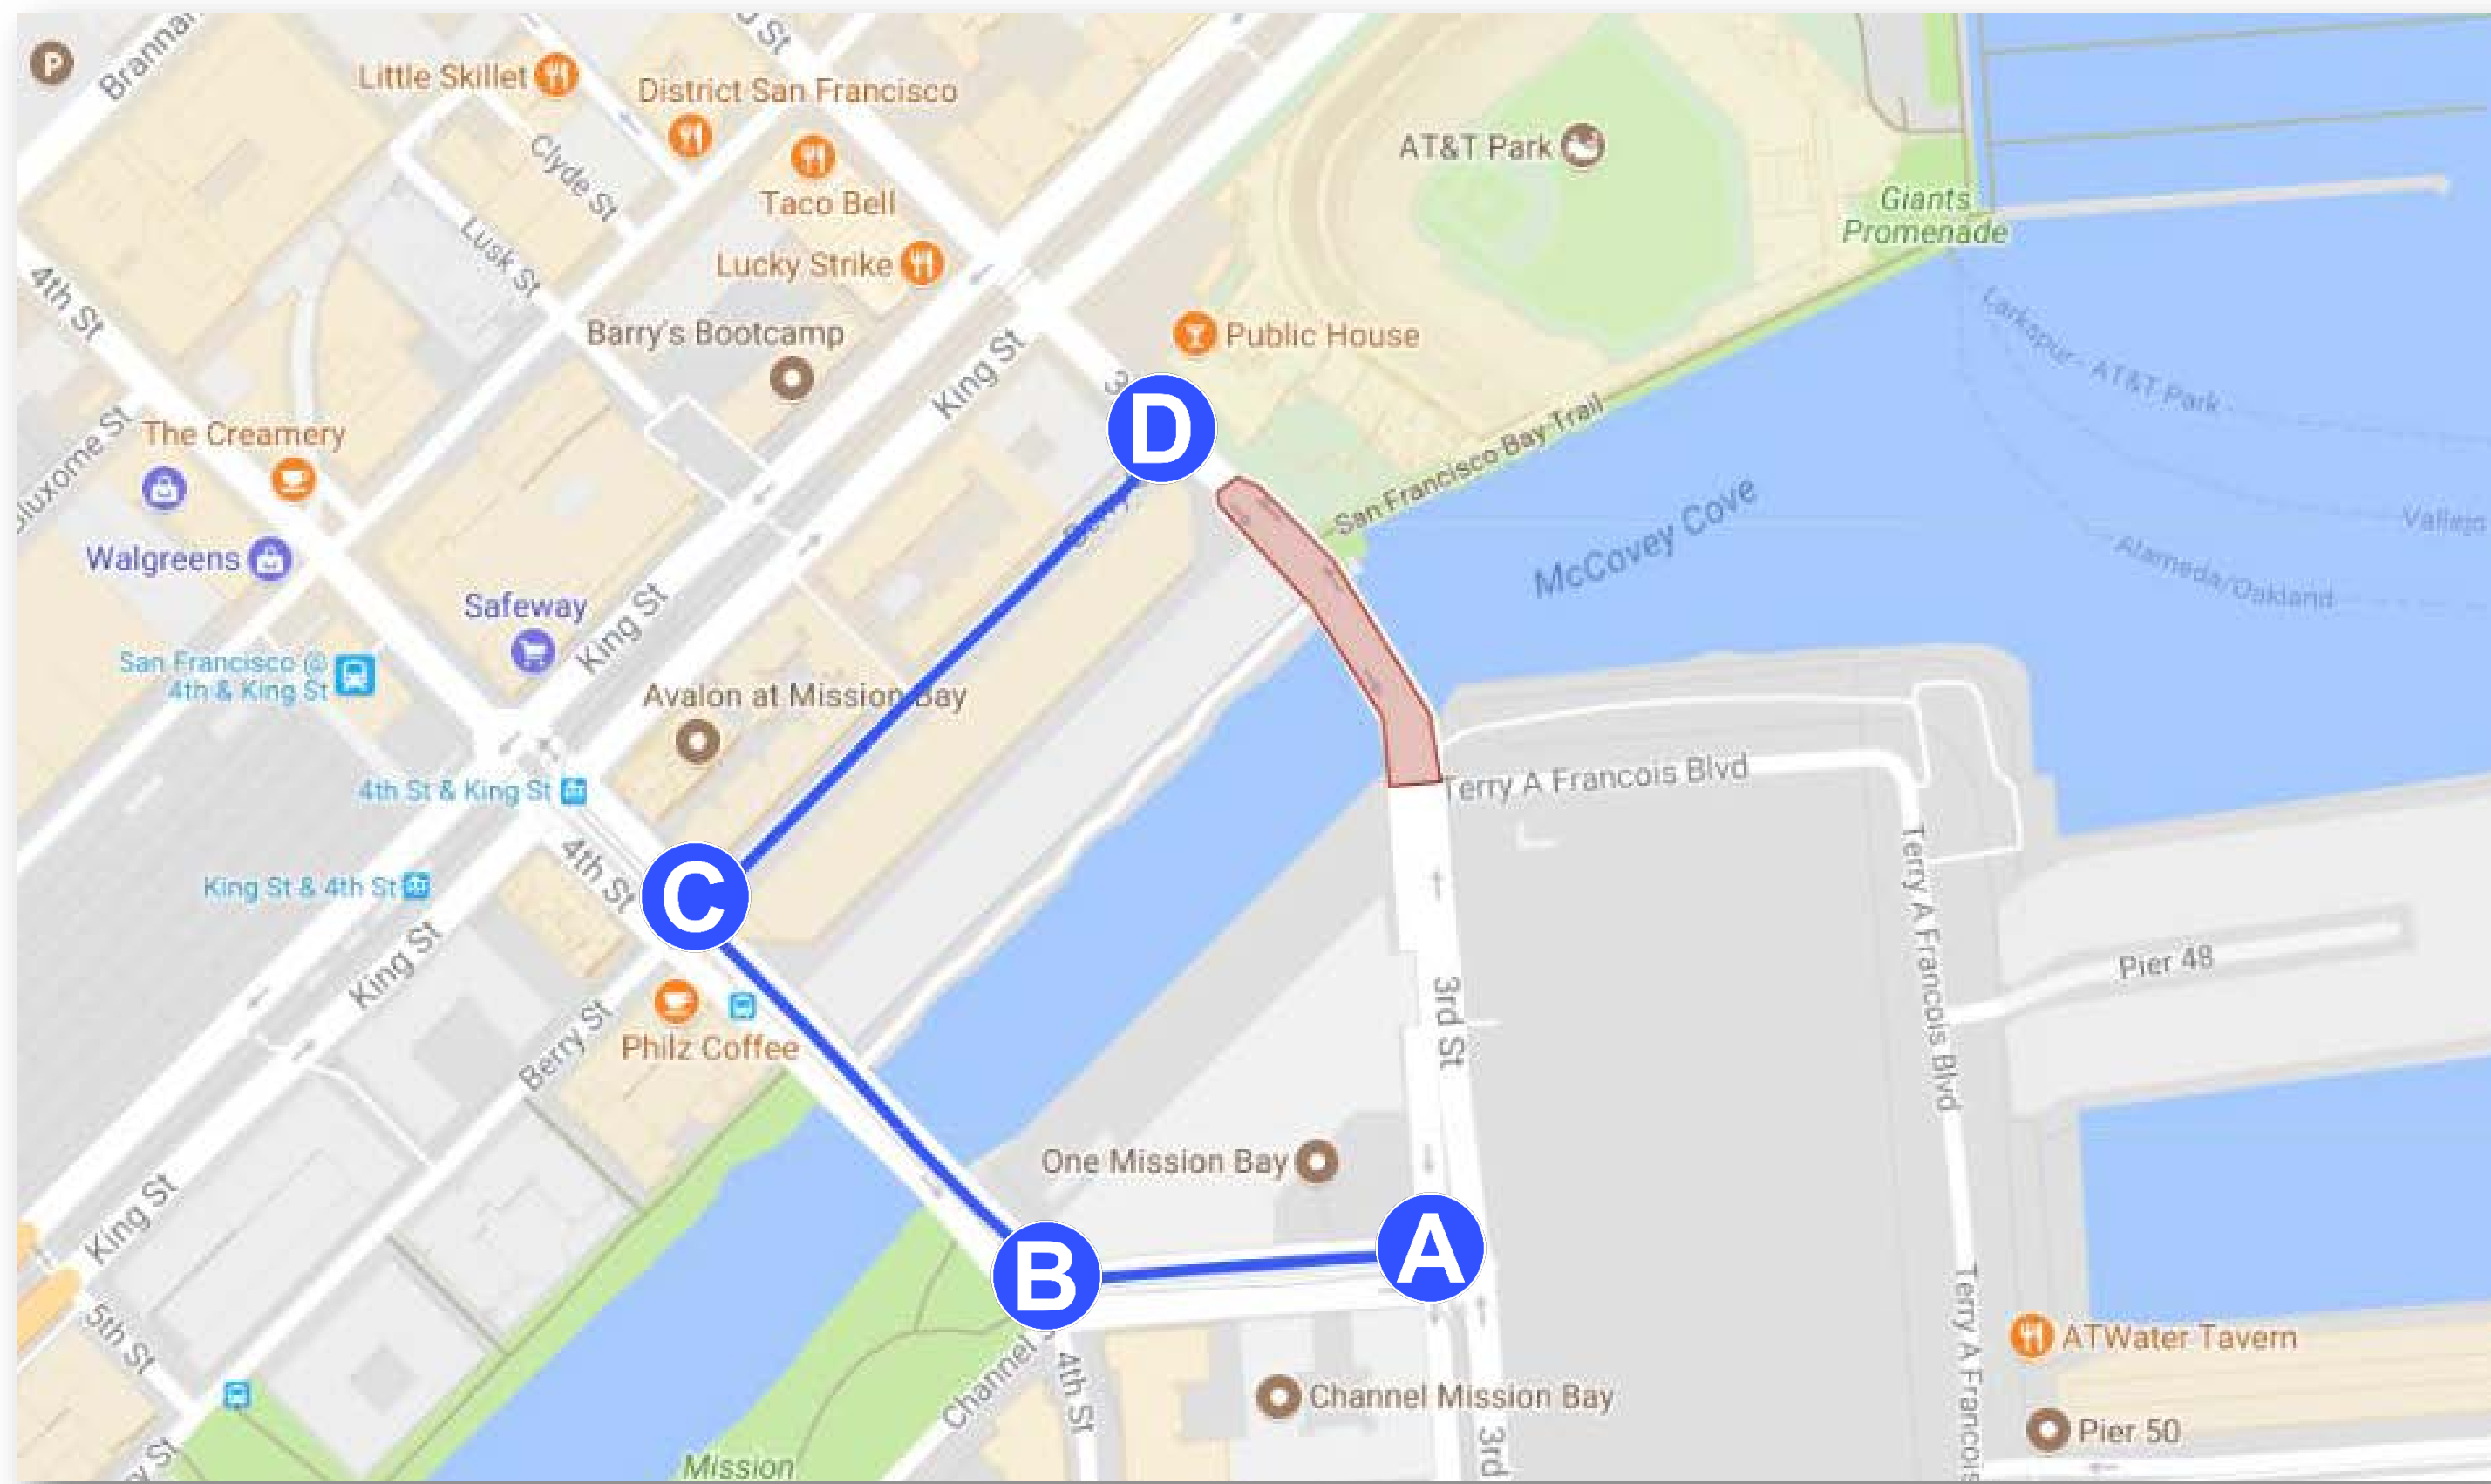 P
Brannan
Little Skillet
District San Francisco
Clyde St
Taco Bell
Lusk St
Lucky Strike
AT&T Park
Giants
Promenade
4th St
Barry's Bootcamp
King St
Public House
Larkspur - AT&T Park
Bluxome St
The Creamery
D
San Francisco Bay Trail
McCovey Cove
Vallejo
Alameda/Oakland
Walgreens
Safeway
King St
San Francisco @
4th & King St
Avalon at Mission Bay
4th St & King St
Terry A Francois Blvd
4th St
C
King St & 4th St
King St
Terry A Francois Blvd
Pier 48
3rd St
Philz Coffee
Berry St
One Mission Bay
King St
A
B
5th St
Channel
4th St
Channel Mission Bay
3rd
Terry A Francois
ATWater Tavern
Pier 50
Mission